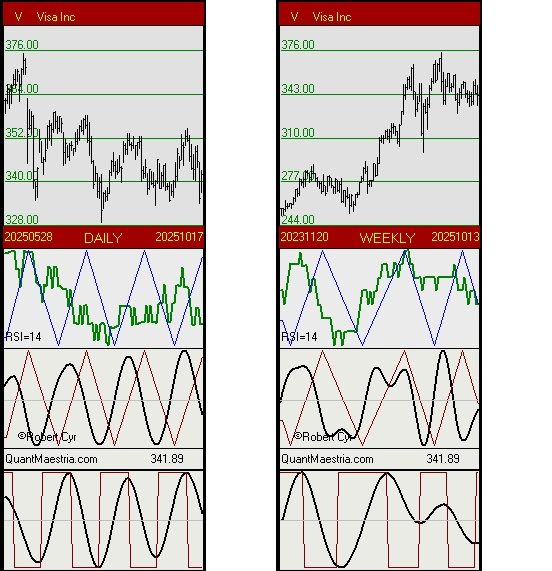 V Visa Inc
376.00
364.00
352.00
340.00
328.00
20250528 DAILY 20251017
RSI=14
©Robert Cyr
QuantMaestria.com 341.89
V Visa Inc
376.00
343.00
310.00
277.00
244.00
20231120 WEEKLY 20251013
RSI=14
©Robert Cyr
QuantMaestria.com 341.89